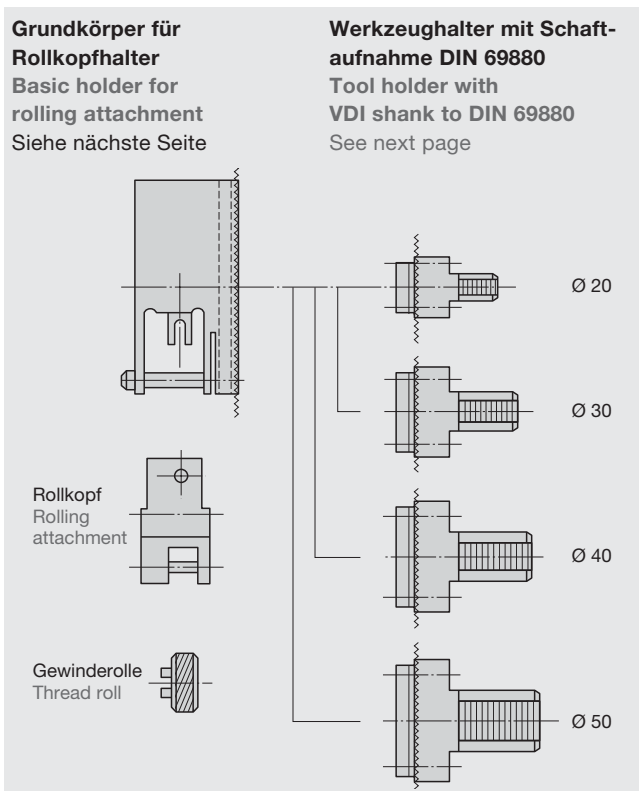 Grundkörper für
Rollkopfhalter
Basic holder for
rolling attachment
Siehe nächste Seite
Werkzeughalter mit Schaft-
aufnahme DIN 69880
Tool holder with
VDI shank to DIN 69880
See next page
Ø 20
Ø 30
Rollkopf
Rolling
attachment
Ø 40
Gewinderolle
Thread roll
Ø 50